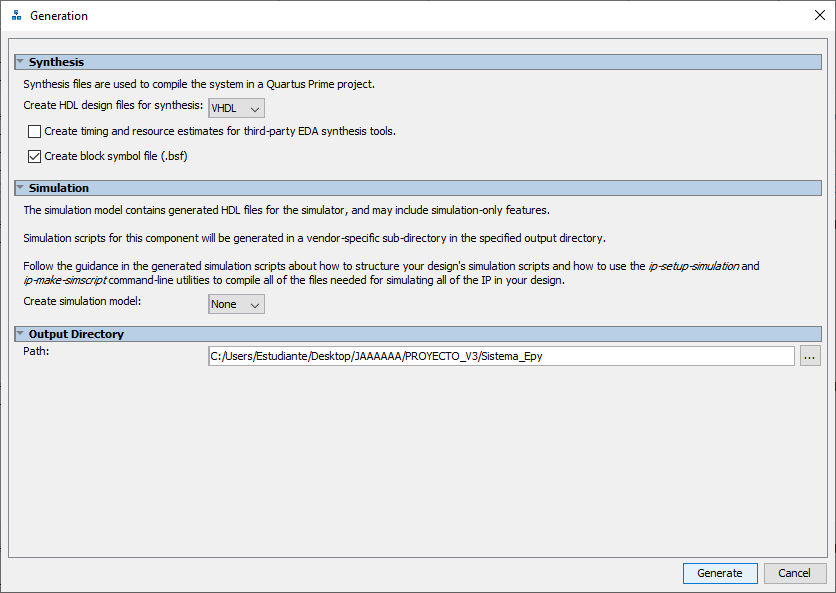 Generation
Synthesis
Synthesis files are used to compile the system in a Quartus Prime project.
Create HDL design files for synthesis: VHDL
Create timing and resource estimates for third-party EDA synthesis tools.
Create block symbol file (.bsf)
Simulation
The simulation model contains generated HDL files for the simulator, and may include simulation-only features.
Simulation scripts for this component will be generated in a vendor-specific sub-directory in the specified output directory.
Follow the guidance in the generated simulation scripts about how to structure your design's simulation scripts and how to use the ip-setup-simulation and
ip-make-simscript command-line utilities to compile all of the files needed for simulating all of the IP in your design.
Create simulation model: None
Output Directory
Path: C:/Users/Estudiante/Desktop/JAAAAAA/PROYECTO_V3/Sistema_Epy ...
Generate Cancel